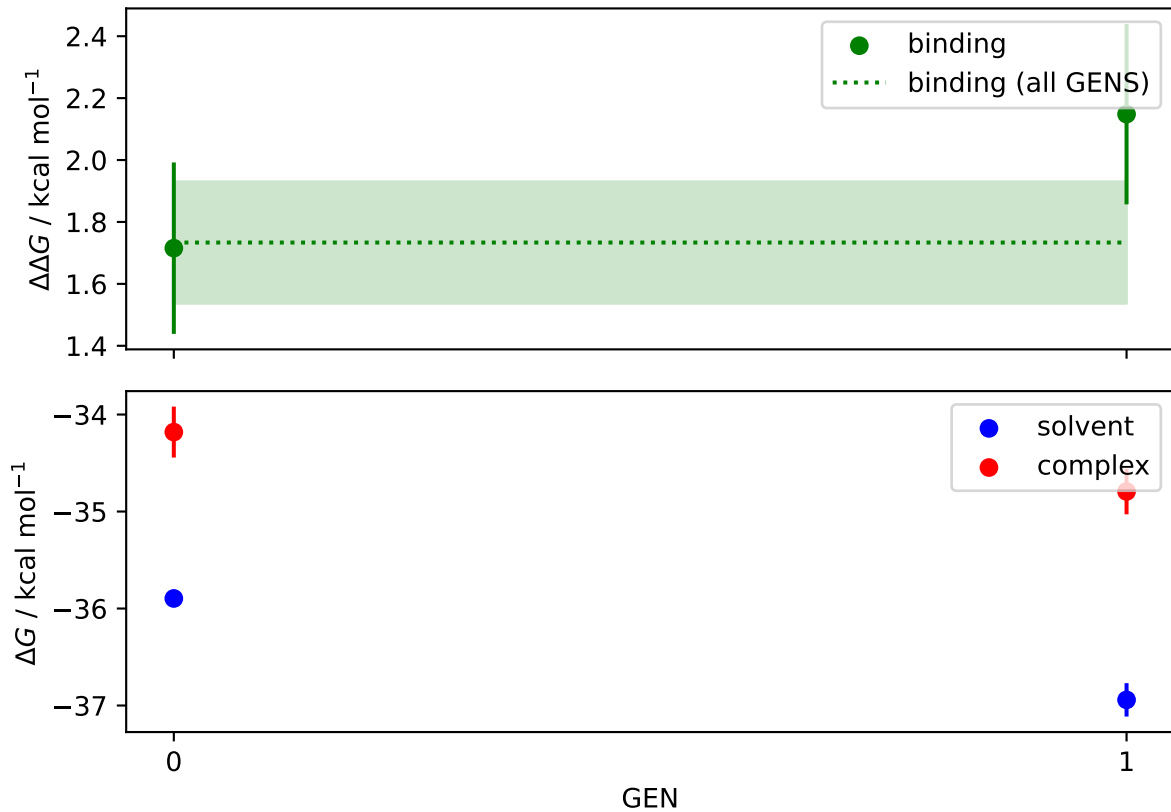 2.4
2.2
2.0
1.8
1.6
1.4
ΔΔG / kcal mol⁻¹
binding
binding (all GENS)
−34
−35
−36
−37
ΔG / kcal mol⁻¹
solvent
complex
0 1
GEN